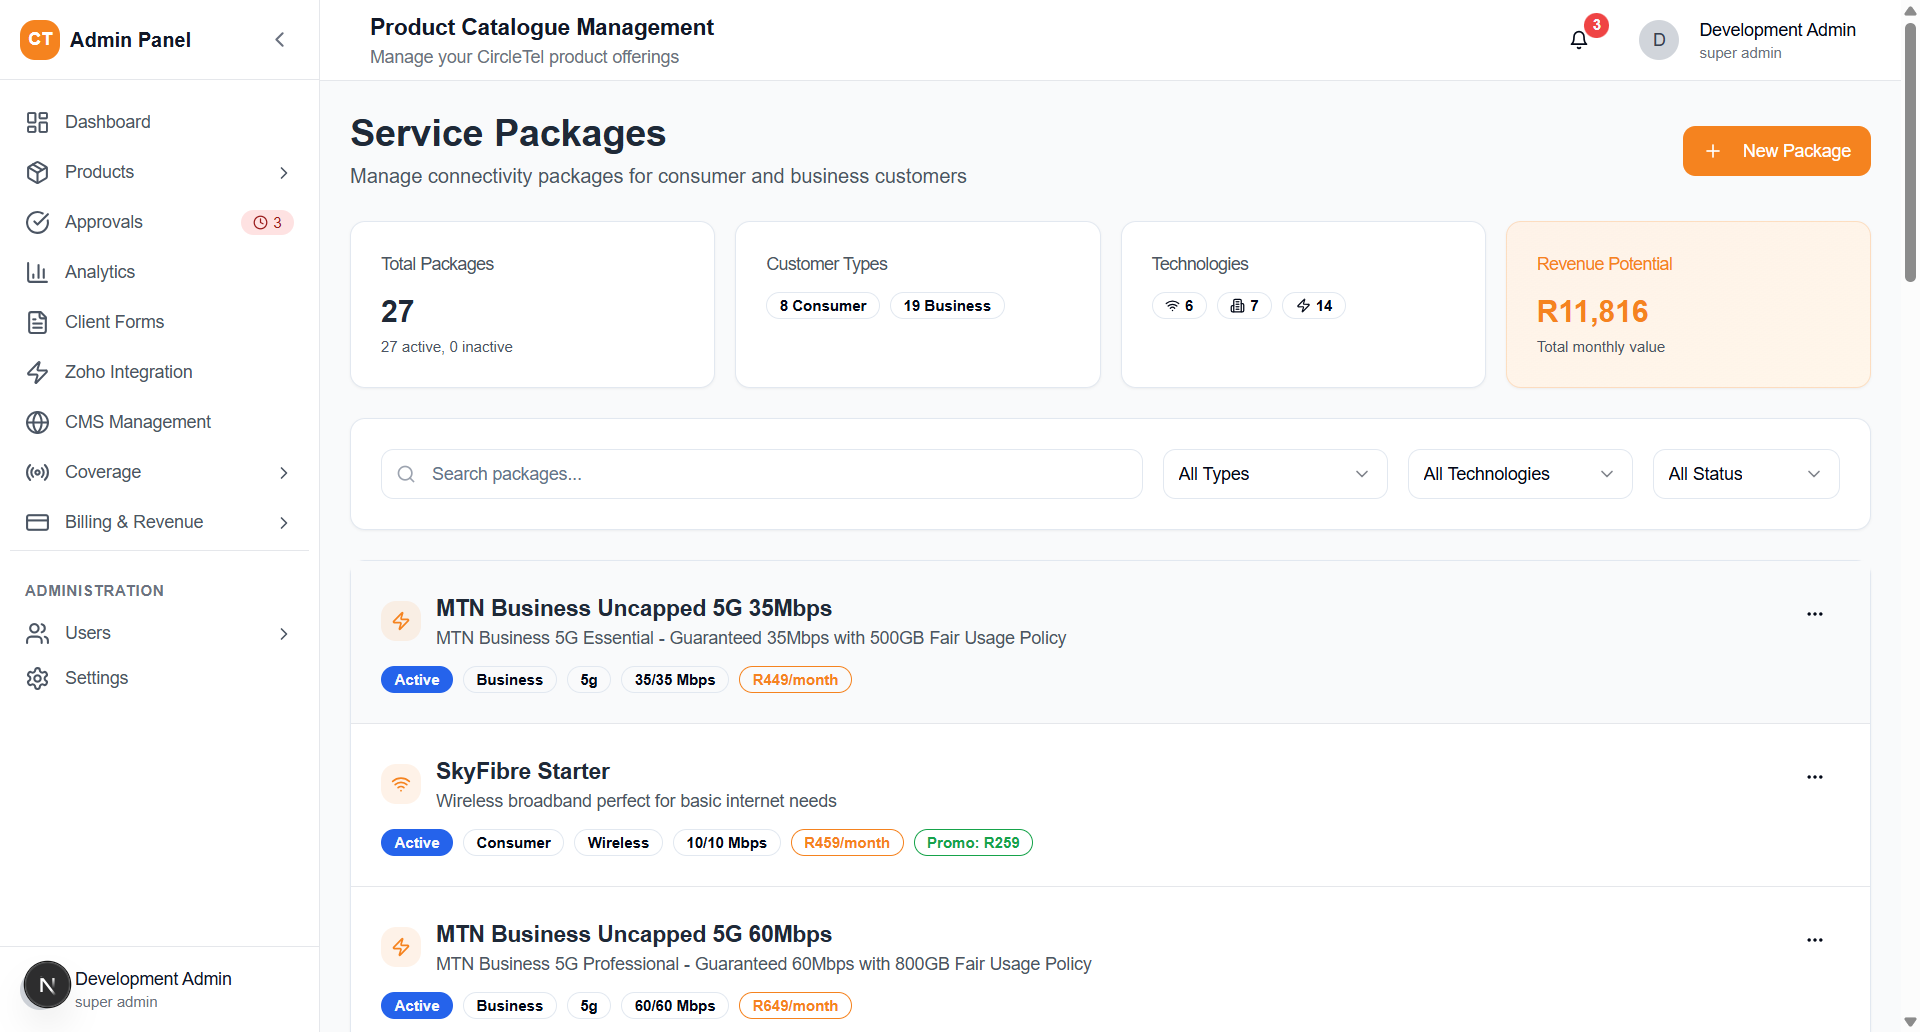 CT Admin Panel
Product Catalogue Management
Manage your CircleTel product offerings
3
D
Development Admin
super admin
Dashboard
Products
Approvals
3
Analytics
Client Forms
Zoho Integration
CMS Management
Coverage
Billing & Revenue
ADMINISTRATION
Users
Settings
N
Development Admin
super admin
Service Packages
Manage connectivity packages for consumer and business customers
New Package
Total Packages
27
27 active, 0 inactive
Customer Types
8 Consumer
19 Business
Technologies
6
7
14
Revenue Potential
R11,816
Total monthly value
Search packages...
All Types
All Technologies
All Status
MTN Business Uncapped 5G 35Mbps
MTN Business 5G Essential - Guaranteed 35Mbps with 500GB Fair Usage Policy
Active
Business
5g
35/35 Mbps
R449/month
SkyFibre Starter
Wireless broadband perfect for basic internet needs
Active
Consumer
Wireless
10/10 Mbps
R459/month
Promo: R259
MTN Business Uncapped 5G 60Mbps
MTN Business 5G Professional - Guaranteed 60Mbps with 800GB Fair Usage Policy
Active
Business
5g
60/60 Mbps
R649/month